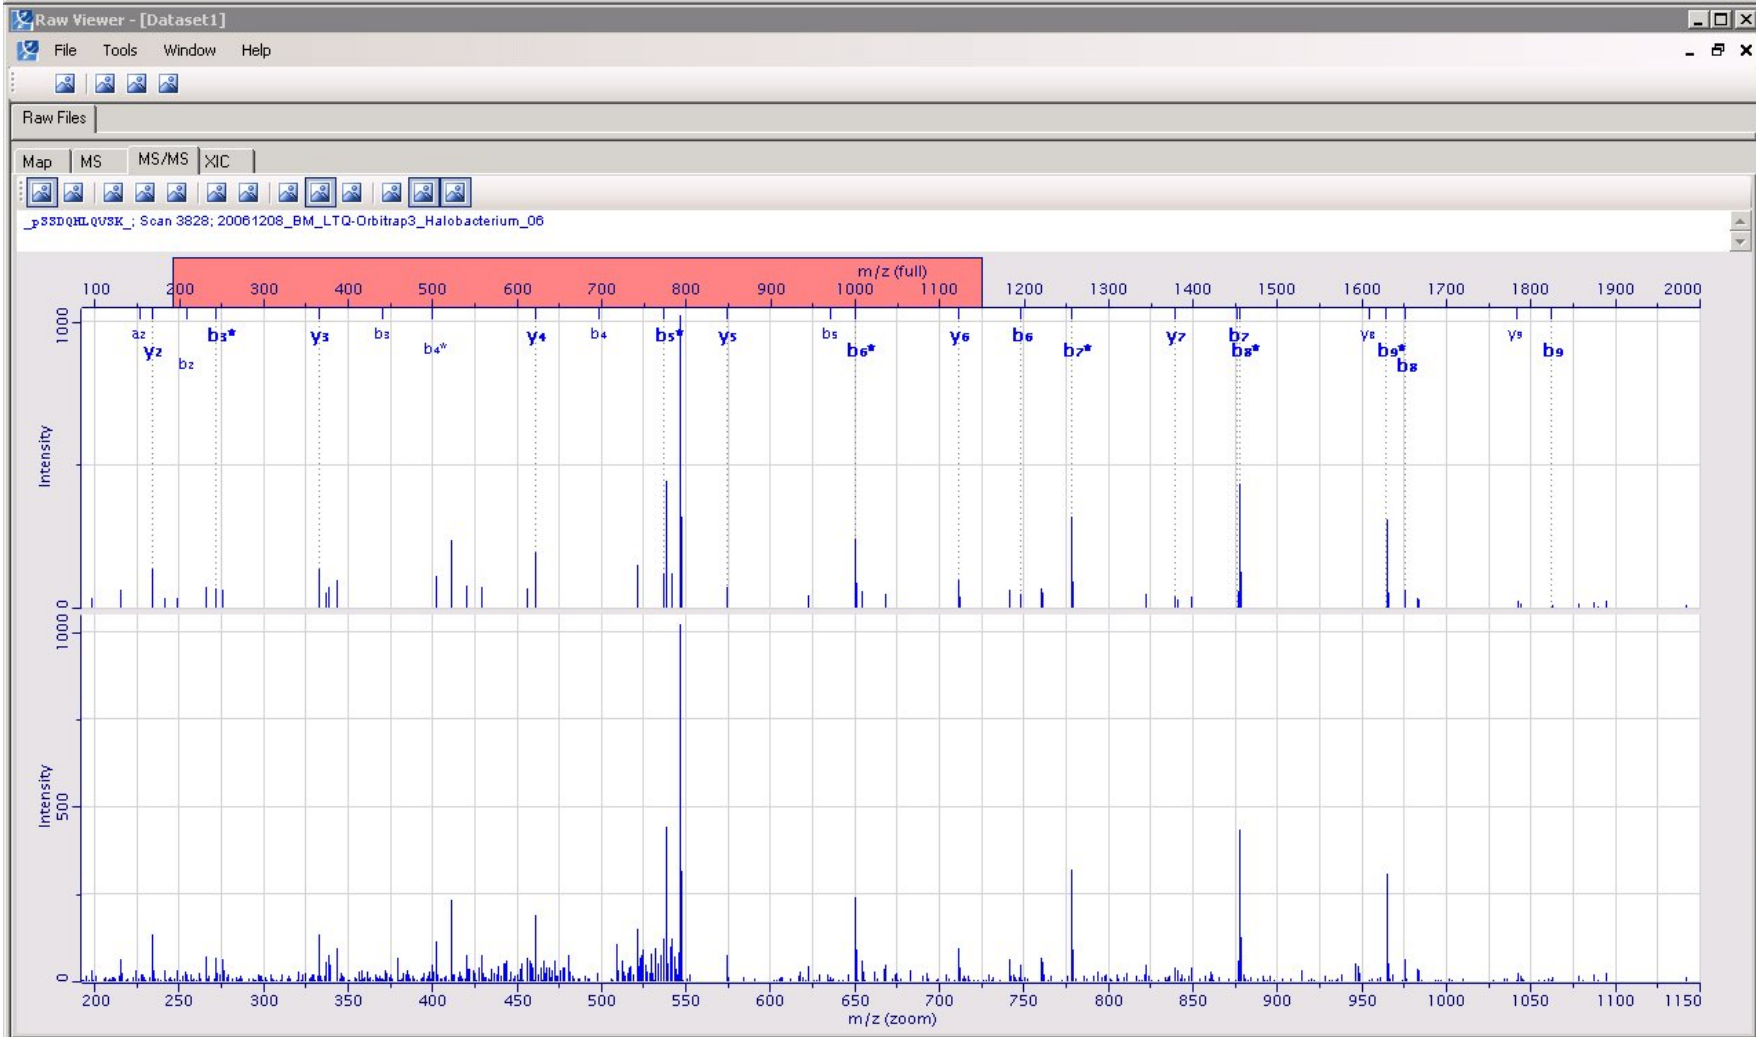 Raw Viewer - [Dataset1]
File Tools Window Help
Raw Files
Map MS MS/MS XIC
_pSSDQHLQVSK_; Scan 3828; 20061208_BM_LTQ-Orbitrap3_Halobacterium_06
m/z (full)
100 200 300 400 500 600 700 800 900 1000 1100 1200 1300 1400 1500 1600 1700 1800 1900 2000
1000
a2 b3* y3 b3 y4 b4 b5* y5 b5 y6 b6 y7 b7 y8 y9
y2 b4* b6* b7* b8* b9* b9
b2 b8
Intensity
0
1000
Intensity
500
0
200 250 300 350 400 450 500 550 600 650 700 750 800 850 900 950 1000 1050 1100 1150
m/z (zoom)